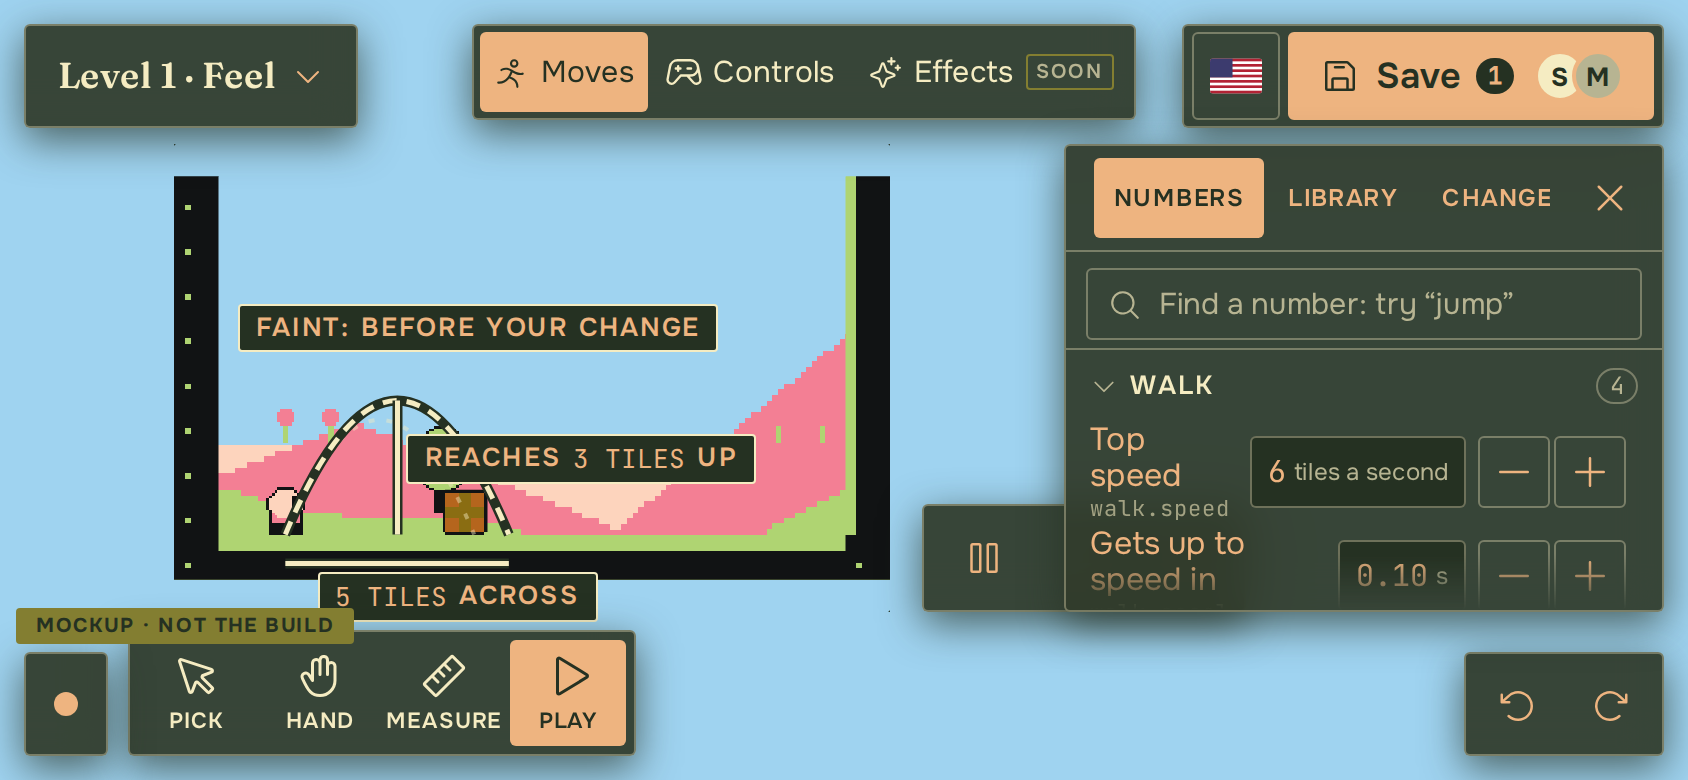 Level 1 · Feel
Moves
Controls
Effects
SOON
Save
1
S
M
NUMBERS
LIBRARY
CHANGE
Find a number: try “jump”
WALK
4
Top speed
walk.speed
6 tiles a second
Gets up to speed in
0.10 s
FAINT: BEFORE YOUR CHANGE
REACHES 3 TILES UP
5 TILES ACROSS
MOCKUP · NOT THE BUILD
PICK
HAND
MEASURE
PLAY